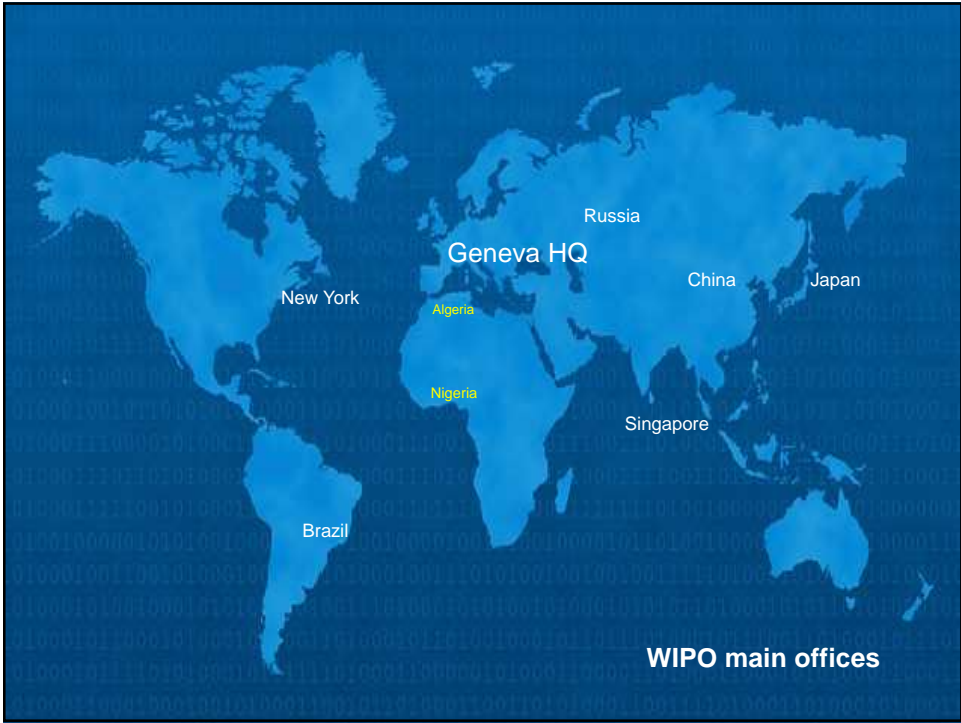 Russia
Geneva HQ
China
Japan
New York
Algeria
Nigeria
Singapore
Brazil
WIPO main offices